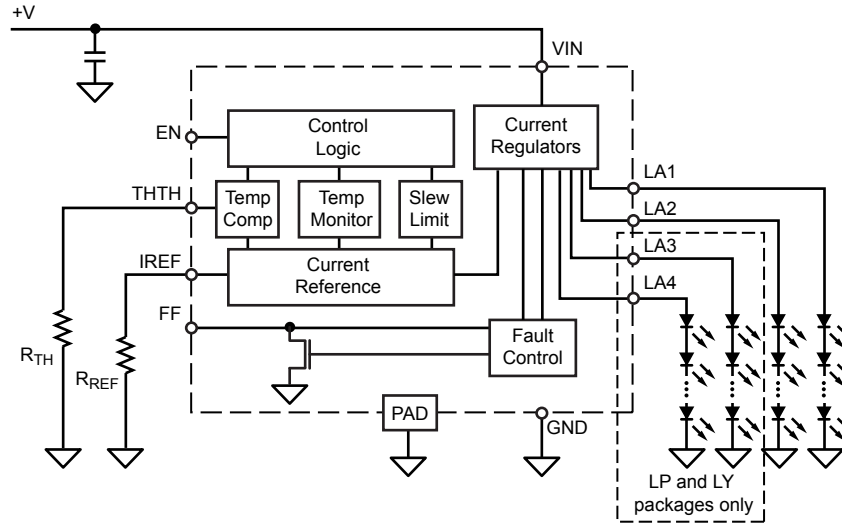 +V
VIN
EN
Control
Logic
Current
Regulators
THTH
Temp
Comp
Temp
Monitor
Slew
Limit
LA1
LA2
LA3
LA4
IREF
Current
Reference
FF
Fault
Control
RTH
RREF
PAD
GND
LP and LY
packages only